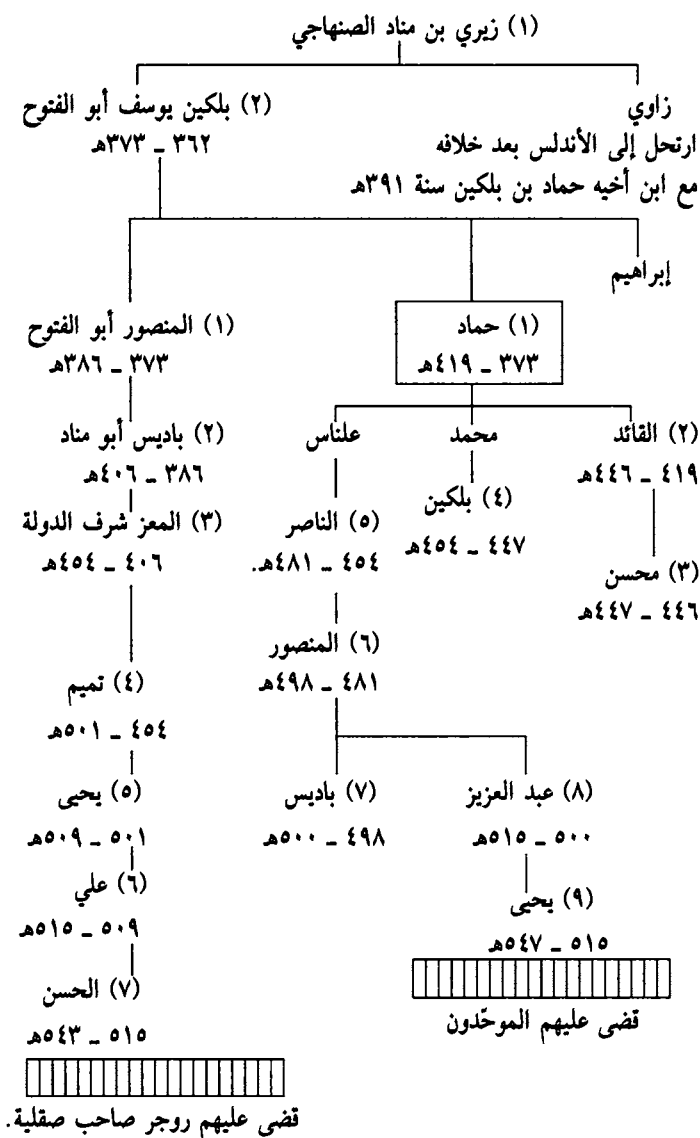 (١) زيري بن مناد الصنهاجي
زاوي
ارتحل إلى الأندلس بعد خلافه
مع ابن أخيه حماد بن بلكين سنة ٣٩١هـ
(٢) بلكين يوسف أبو الفتوح
٣٦٢ ـ ٣٧٣هـ
إبراهيم
(١) حماد
٣٧٣ ـ ٤١٩هـ
(١) المنصور أبو الفتوح
٣٧٣ ـ ٣٨٦هـ
(٢) القائد
٤١٩ ـ ٤٤٦هـ
محمد
علناس
(٢) باديس أبو مناد
٣٨٦ ـ ٤٠٦هـ
(٣) محسن
٤٤٦ ـ ٤٤٧هـ
(٤) بلكين
٤٤٧ ـ ٤٥٤هـ
(٥) الناصر
٤٥٤ ـ ٤٨١هـ.
(٣) المعز شرف الدولة
٤٠٦ ـ ٤٥٤هـ
(٦) المنصور
٤٨١ ـ ٤٩٨هـ
(٤) تميم
٤٥٤ ـ ٥٠١هـ
(٨) عبد العزيز
٥٠٠ ـ ٥١٥هـ
(٧) باديس
٤٩٨ ـ ٥٠٠هـ
(٥) يحيى
٥٠١ ـ ٥٠٩هـ
(٩) يحيى
٥١٥ ـ ٥٤٧هـ
قضى عليهم الموحّدون
(٦) علي
٥٠٩ ـ ٥١٥هـ
(٧) الحسن
٥١٥ ـ ٥٤٣هـ
قضى عليهم روجر صاحب صقلية.